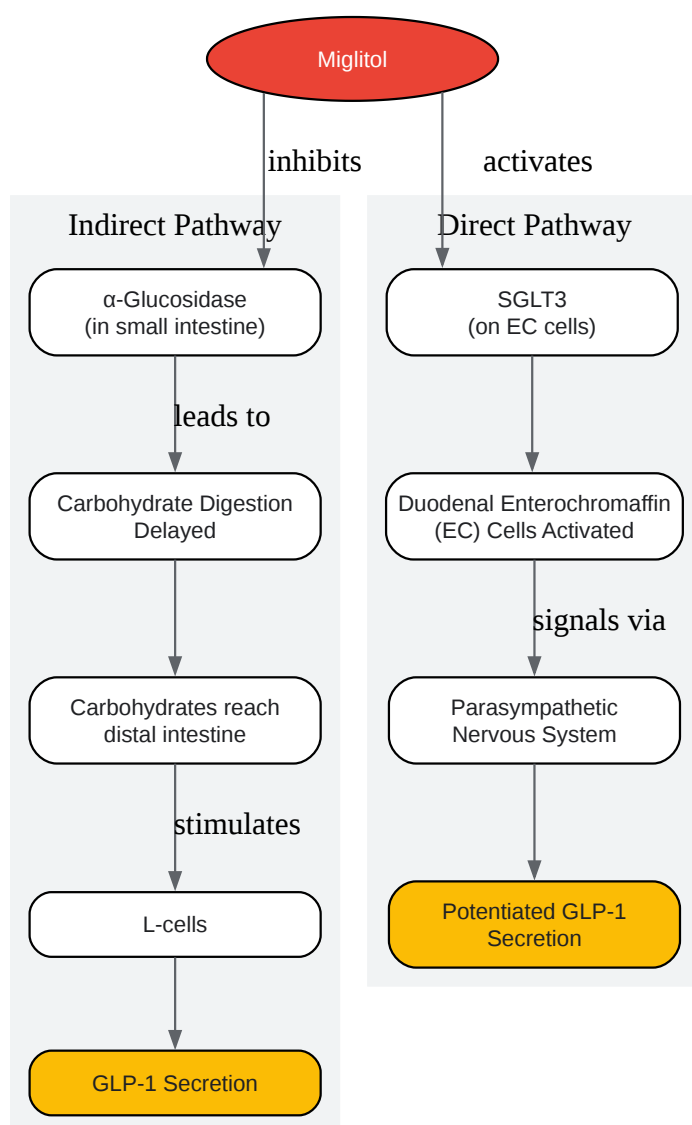 Miglitol
inhibits
activates
Indirect Pathway
α-Glucosidase
(in small intestine)
leads to
Carbohydrate Digestion
Delayed
Carbohydrates reach
distal intestine
stimulates
L-cells
GLP-1 Secretion
Direct Pathway
SGLT3
(on EC cells)
Duodenal Enterochromaffin
(EC) Cells Activated
signals via
Parasympathetic
Nervous System
Potentiated GLP-1
Secretion